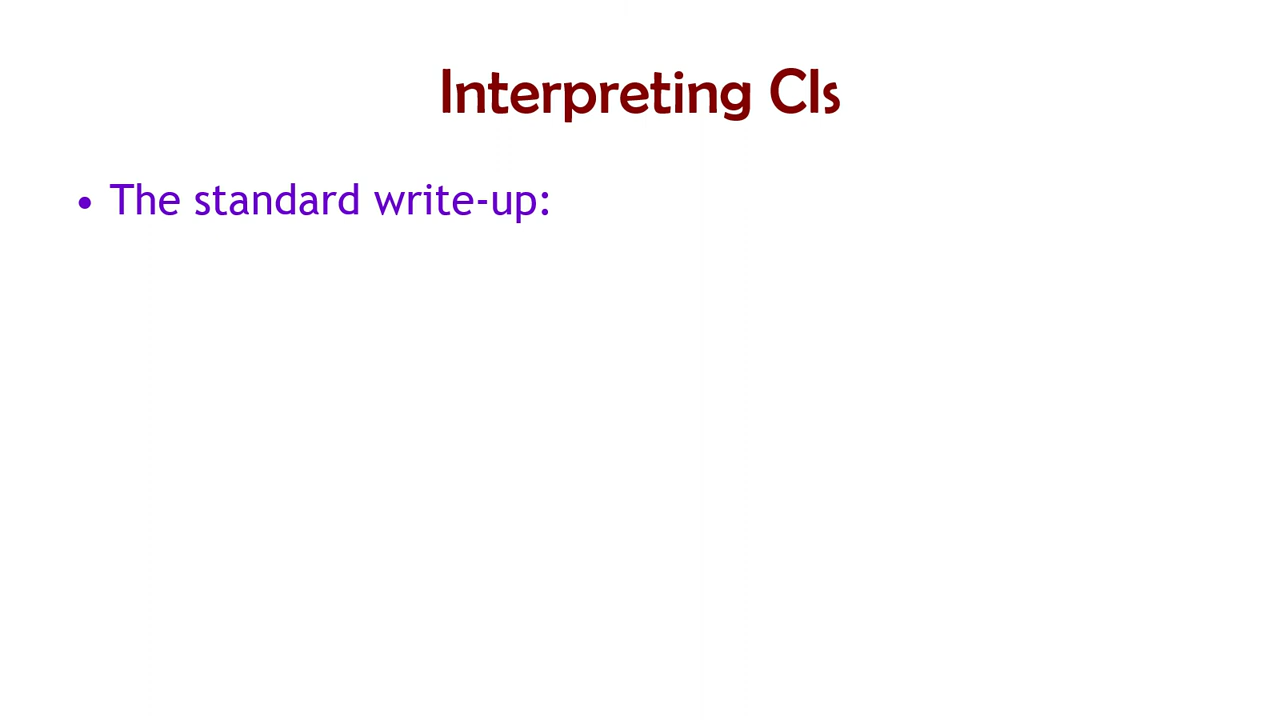 Interpreting CIs
• The standard write-up: